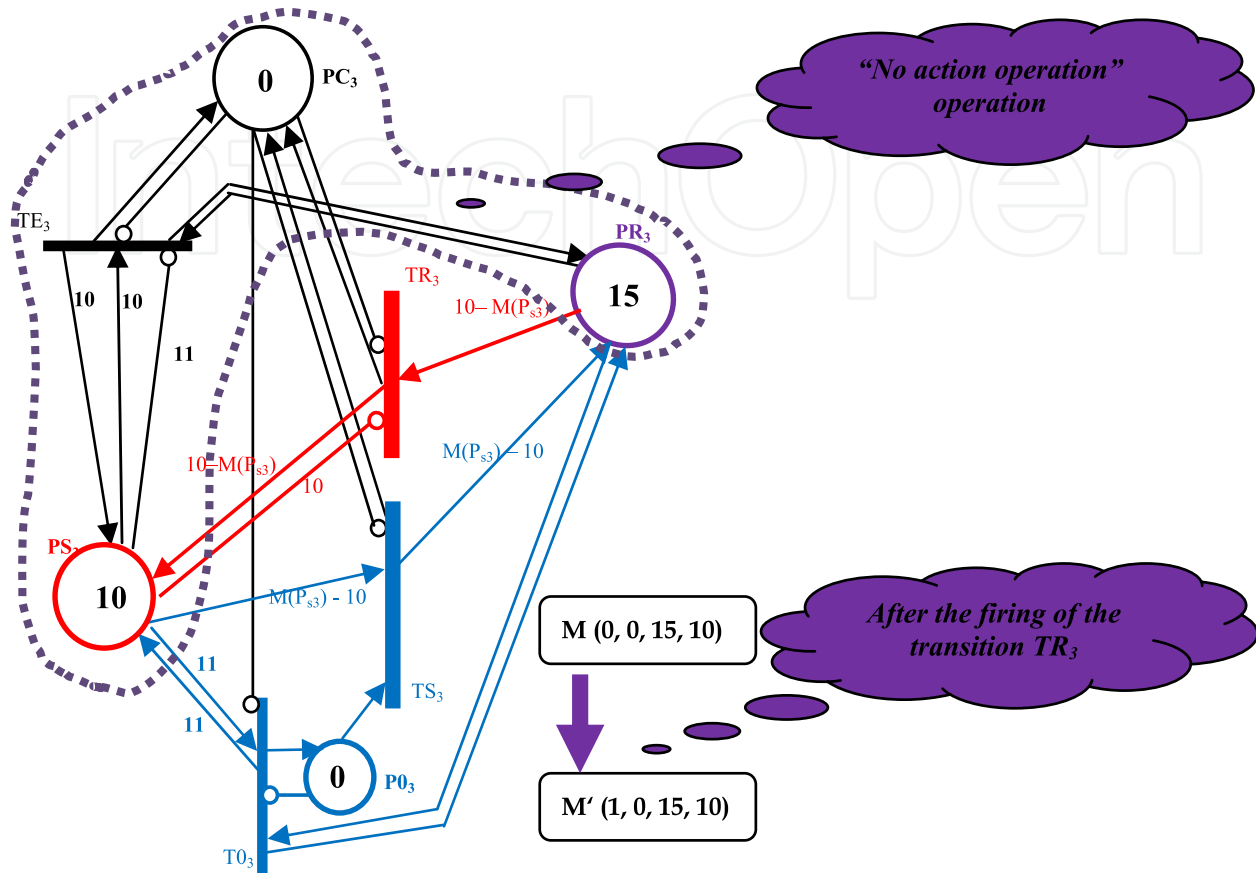 IntechOpen
0
PC₃
“No action operation”
operation
TE₃
PR₃
15
TR₃
10– M(Pₛ₃)
10
10
11
10–M(Pₛ₃)
10
M(Pₛ₃) – 10
PS₃
10
M(Pₛ₃) - 10
M (0, 0, 15, 10)
After the firing of the
transition TR₃
11
TS₃
11
0
P0₃
M‘ (1, 0, 15, 10)
T0₃